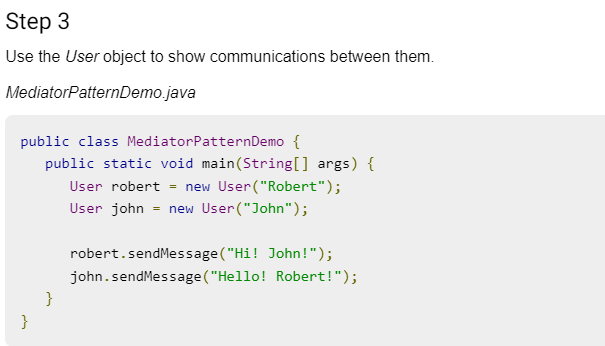 Step 3
Use the User object to show communications between them.
MediatorPatternDemo.java
public class MediatorPatternDemo {
   public static void main(String[] args) {
      User robert = new User("Robert");
      User john = new User("John");

      robert.sendMessage("Hi! John!");
      john.sendMessage("Hello! Robert!");
   }
}